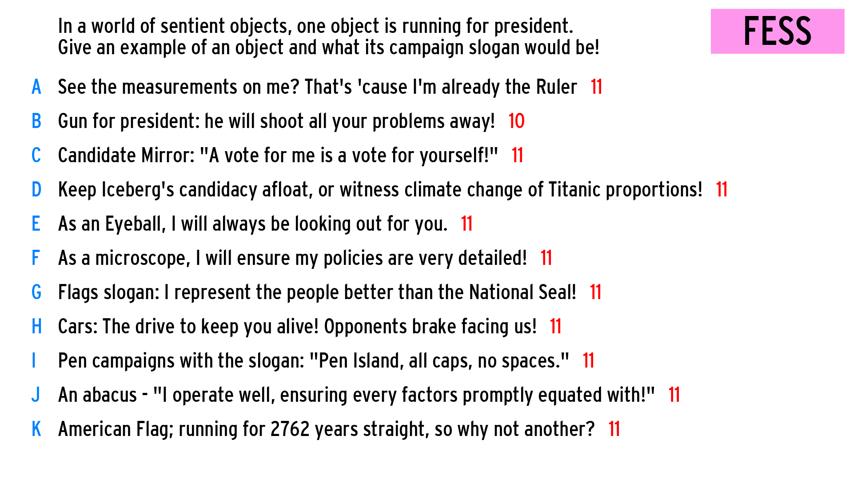 In a world of sentient objects, one object is running for president.
Give an example of an object and what its campaign slogan would be!
FESS
A See the measurements on me? That's 'cause I'm already the Ruler 11
B Gun for president: he will shoot all your problems away! 10
C Candidate Mirror: "A vote for me is a vote for yourself!" 11
D Keep Iceberg's candidacy afloat, or witness climate change of Titanic proportions! 11
E As an Eyeball, I will always be looking out for you. 11
F As a microscope, I will ensure my policies are very detailed! 11
G Flags slogan: I represent the people better than the National Seal! 11
H Cars: The drive to keep you alive! Opponents brake facing us! 11
I Pen campaigns with the slogan: "Pen Island, all caps, no spaces." 11
J An abacus - "I operate well, ensuring every factors promptly equated with!" 11
K American Flag; running for 2762 years straight, so why not another? 11